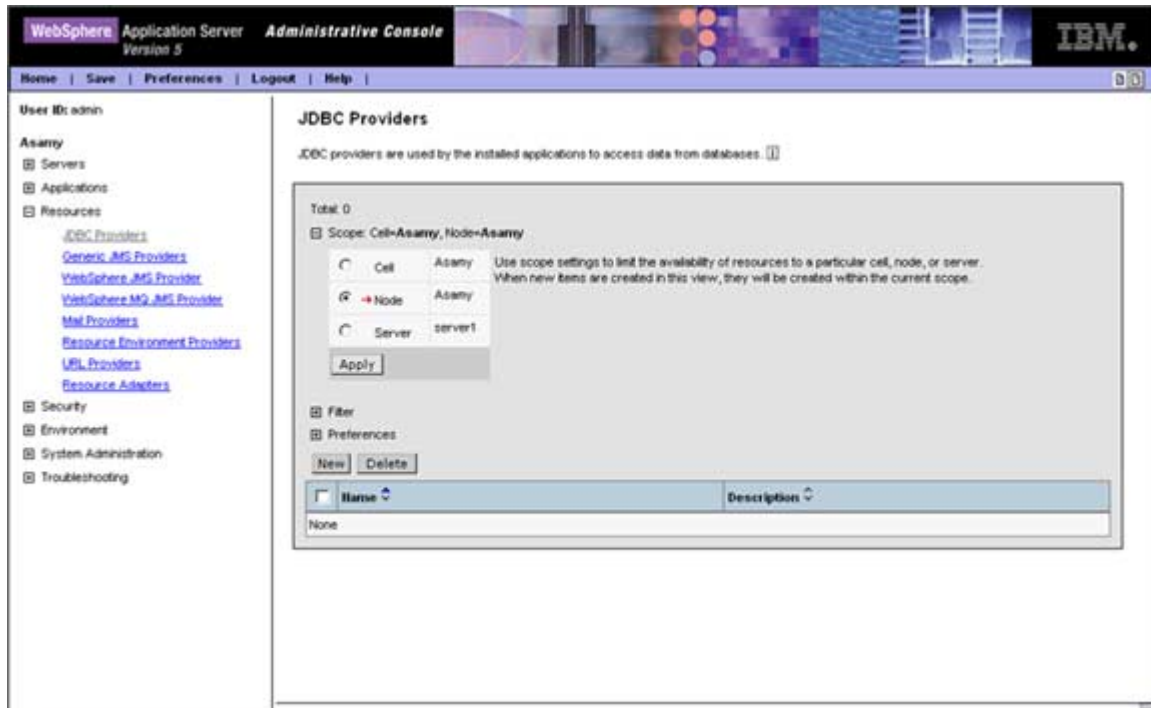 WebSphere Application Server Administrative Console
Version 5
IBM.
Home | Save | Preferences | Logout | Help |
User ID: admin
Asamy
Servers
Applications
Resources
JDBC Providers
Generic JMS Providers
WebSphere JMS Provider
WebSphere MQ JMS Provider
Mail Providers
Resource Environment Providers
URL Providers
Resource Adapters
Security
Environment
System Administration
Troubleshooting
JDBC Providers
JDBC providers are used by the installed applications to access data from databases. i
Total: 0
Scope: Cell=Asamy, Node=Asamy
Cell Asamy
Node Asamy
Server server1
Use scope settings to limit the availability of resources to a particular cell, node, or server.
When new items are created in this view, they will be created within the current scope.
Apply
Filter
Preferences
New Delete
Name Description
None